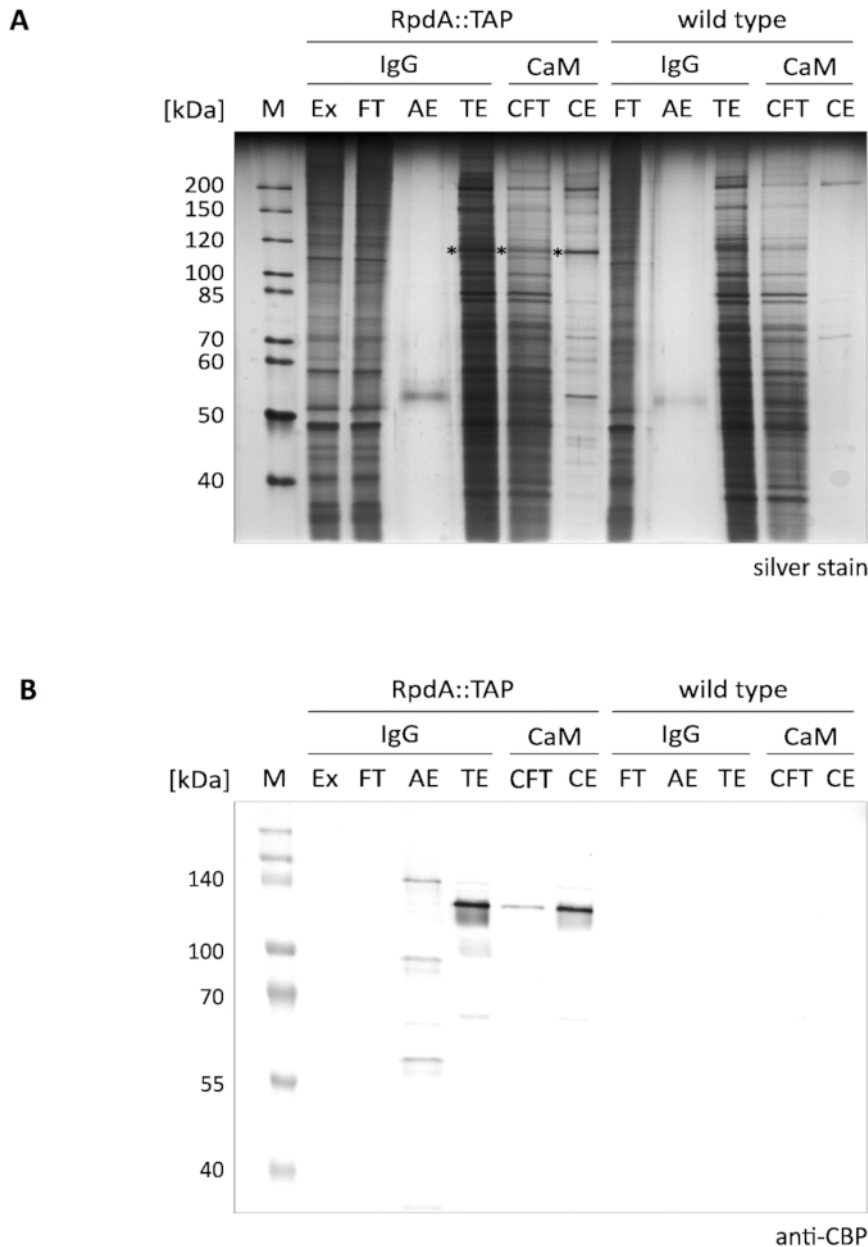 A
RpdA::TAP wild type
IgG CaM IgG CaM
[kDa] M Ex FT AE TE CFT CE FT AE TE CFT CE
200
150
120
* * *
100
85
70
60
50
40
silver stain
B
RpdA::TAP wild type
IgG CaM IgG CaM
[kDa] M Ex FT AE TE CFT CE FT AE TE CFT CE
140
100
70
55
40
anti-CBP